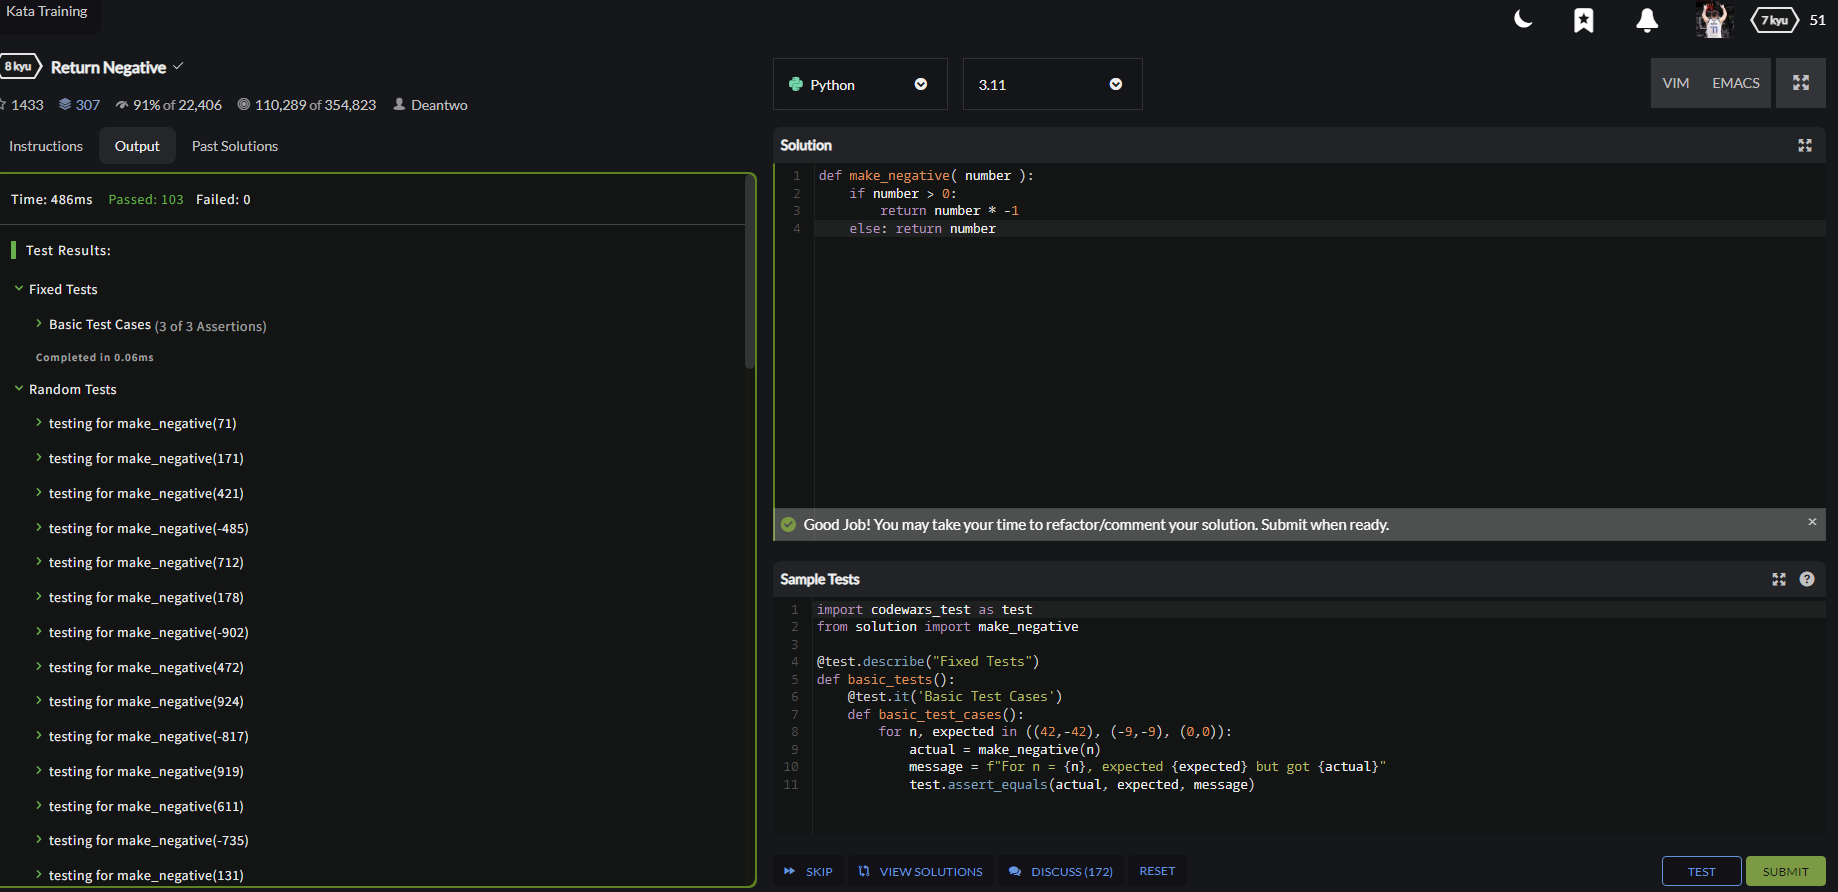 Kata Training
7 kyu 51
8 kyu Return Negative
1433 307 91% of 22,406 110,289 of 354,823 Deantwo
Instructions Output Past Solutions
Time: 486ms Passed: 103 Failed: 0
Test Results:
Fixed Tests
Basic Test Cases (3 of 3 Assertions)
Completed in 0.06ms
Random Tests
testing for make_negative(71)
testing for make_negative(171)
testing for make_negative(421)
testing for make_negative(-485)
testing for make_negative(712)
testing for make_negative(178)
testing for make_negative(-902)
testing for make_negative(472)
testing for make_negative(924)
testing for make_negative(-817)
testing for make_negative(919)
testing for make_negative(611)
testing for make_negative(-735)
testing for make_negative(131)
Python 3.11 VIM EMACS
Solution
1 def make_negative( number ):
2     if number > 0:
3         return number * -1
4     else: return number
Good Job! You may take your time to refactor/comment your solution. Submit when ready. ×
Sample Tests ?
1 import codewars_test as test
2 from solution import make_negative
3
4 @test.describe("Fixed Tests")
5 def basic_tests():
6     @test.it('Basic Test Cases')
7     def basic_test_cases():
8         for n, expected in ((42,-42), (-9,-9), (0,0)):
9             actual = make_negative(n)
10             message = f"For n = {n}, expected {expected} but got {actual}"
11             test.assert_equals(actual, expected, message)
SKIP VIEW SOLUTIONS DISCUSS (172) RESET TEST SUBMIT